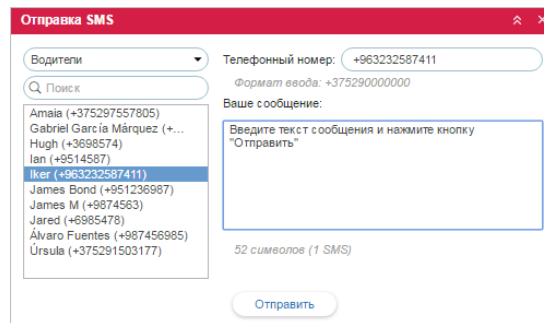 Отправка SMS
Водители
Поиск
Amaia (+375297557805)
Gabriel García Márquez (+...
Hugh (+3698574)
Ian (+9514587)
Iker (+963232587411)
James Bond (+951236987)
James M (+9874563)
Jared (+6985478)
Álvaro Fuentes (+987456985)
Úrsula (+375291503177)
Телефонный номер: +963232587411
Формат ввода: +375290000000
Ваше сообщение:
Введите текст сообщения и нажмите кнопку
"Отправить"
52 символов (1 SMS)
Отправить